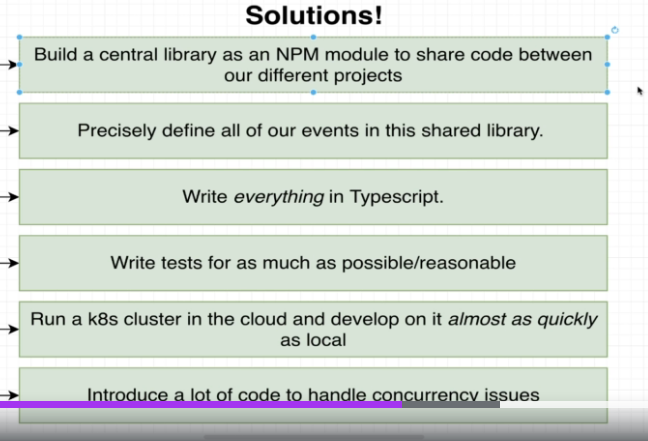 Solutions!
Build a central library as an NPM module to share code between
our different projects
Precisely define all of our events in this shared library.
Write everything in Typescript.
Write tests for as much as possible/reasonable
Run a k8s cluster in the cloud and develop on it almost as quickly
as local
Introduce a lot of code to handle concurrency issues